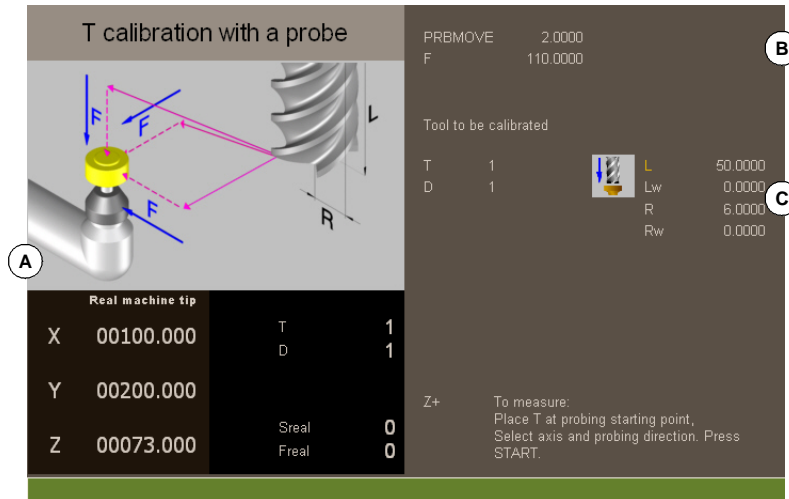 T calibration with a probe
F
F
F
L
R
A
Real machine tip
X 00100.000
Y 00200.000
Z 00073.000
T 1
D 1
Sreal 0
Freal 0
PRBMOVE 2.0000
F 110.0000
B
Tool to be calibrated
T 1
D 1
L 50.0000
Lw 0.0000
R 6.0000
Rw 0.0000
C
Z+ To measure:
Place T at probing starting point,
Select axis and probing direction. Press
START.